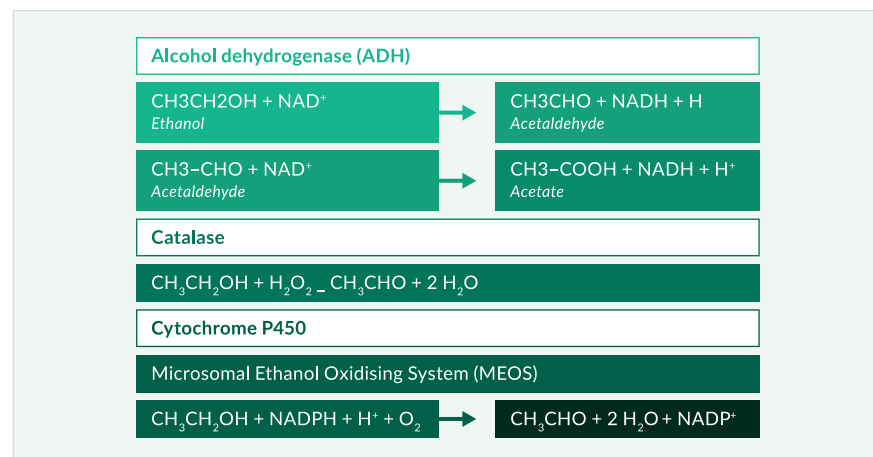 Alcohol dehydrogenase (ADH)
CH3CH2OH + NAD⁺
Ethanol
CH3CHO + NADH + H
Acetaldehyde
CH3–CHO + NAD⁺
Acetaldehyde
CH3–COOH + NADH + H⁺
Acetate
Catalase
CH₃CH₂OH + H₂O₂ _ CH₃CHO + 2 H₂O
Cytochrome P450
Microsomal Ethanol Oxidising System (MEOS)
CH₃CH₂OH + NADPH + H⁺ + O₂
CH₃CHO + 2 H₂O + NADP⁺